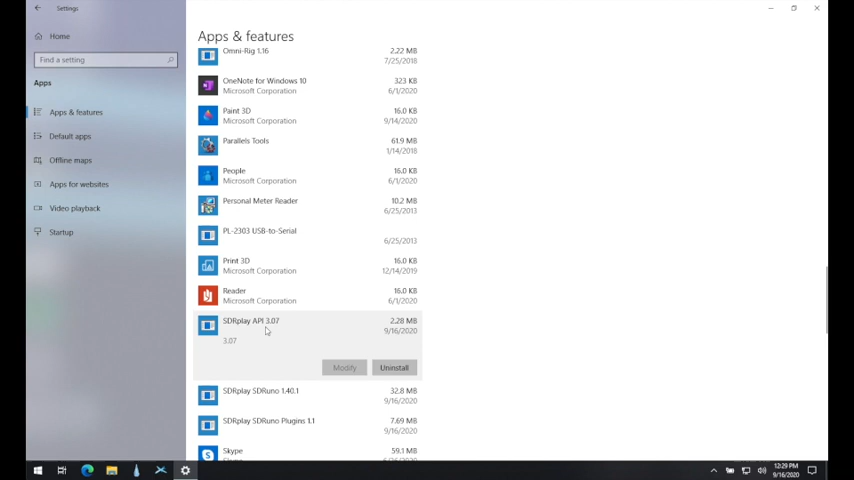 Settings
Home
Find a setting
Apps
Apps & features
Default apps
Offline maps
Apps for websites
Video playback
Startup
Apps & features
Omni-Rig 1.16
2.22 MB
7/25/2018
OneNote for Windows 10
323 KB
Microsoft Corporation
6/1/2020
Paint 3D
16.0 KB
Microsoft Corporation
9/14/2020
Parallels Tools
61.9 MB
1/14/2018
People
16.0 KB
Microsoft Corporation
6/1/2020
Personal Meter Reader
10.2 MB
6/25/2013
PL-2303 USB-to-Serial
6/25/2013
Print 3D
16.0 KB
Microsoft Corporation
12/14/2019
Reader
16.0 KB
Microsoft Corporation
6/1/2020
SDRplay API 3.07
2.28 MB
9/16/2020
3.07
Modify
Uninstall
SDRplay SDRuno 1.40.1
32.8 MB
9/16/2020
SDRplay SDRuno Plugins 1.1
7.69 MB
9/16/2020
Skype
59.1 MB
12:29 PM
9/16/2020